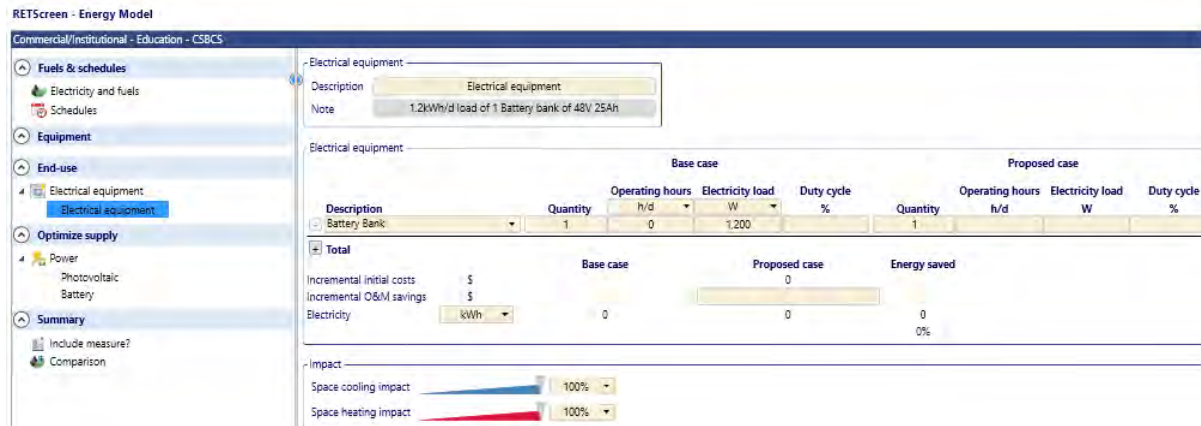 RETScreen - Energy Model
Commercial/Institutional - Education - CSBCS
Fuels & schedules
Electricity and fuels
Schedules
Equipment
End-use
Electrical equipment
Electrical equipment
Optimize supply
Power
Photovoltaic
Battery
Summary
Include measure?
Comparison
Electrical equipment
Description Electrical equipment
Note 1.2kWh/d load of 1 Battery bank of 48V 25Ah
Electrical equipment
Base case Proposed case
Operating hours Electricity load Duty cycle Operating hours Electricity load Duty cycle
Description Quantity h/d W % Quantity h/d W %
Battery Bank 1 0 1,200 1
Total
Base case Proposed case Energy saved
Incremental initial costs $ 0
Incremental O&M savings $
Electricity kWh 0 0 0
0%
Impact
Space cooling impact 100%
Space heating impact 100%